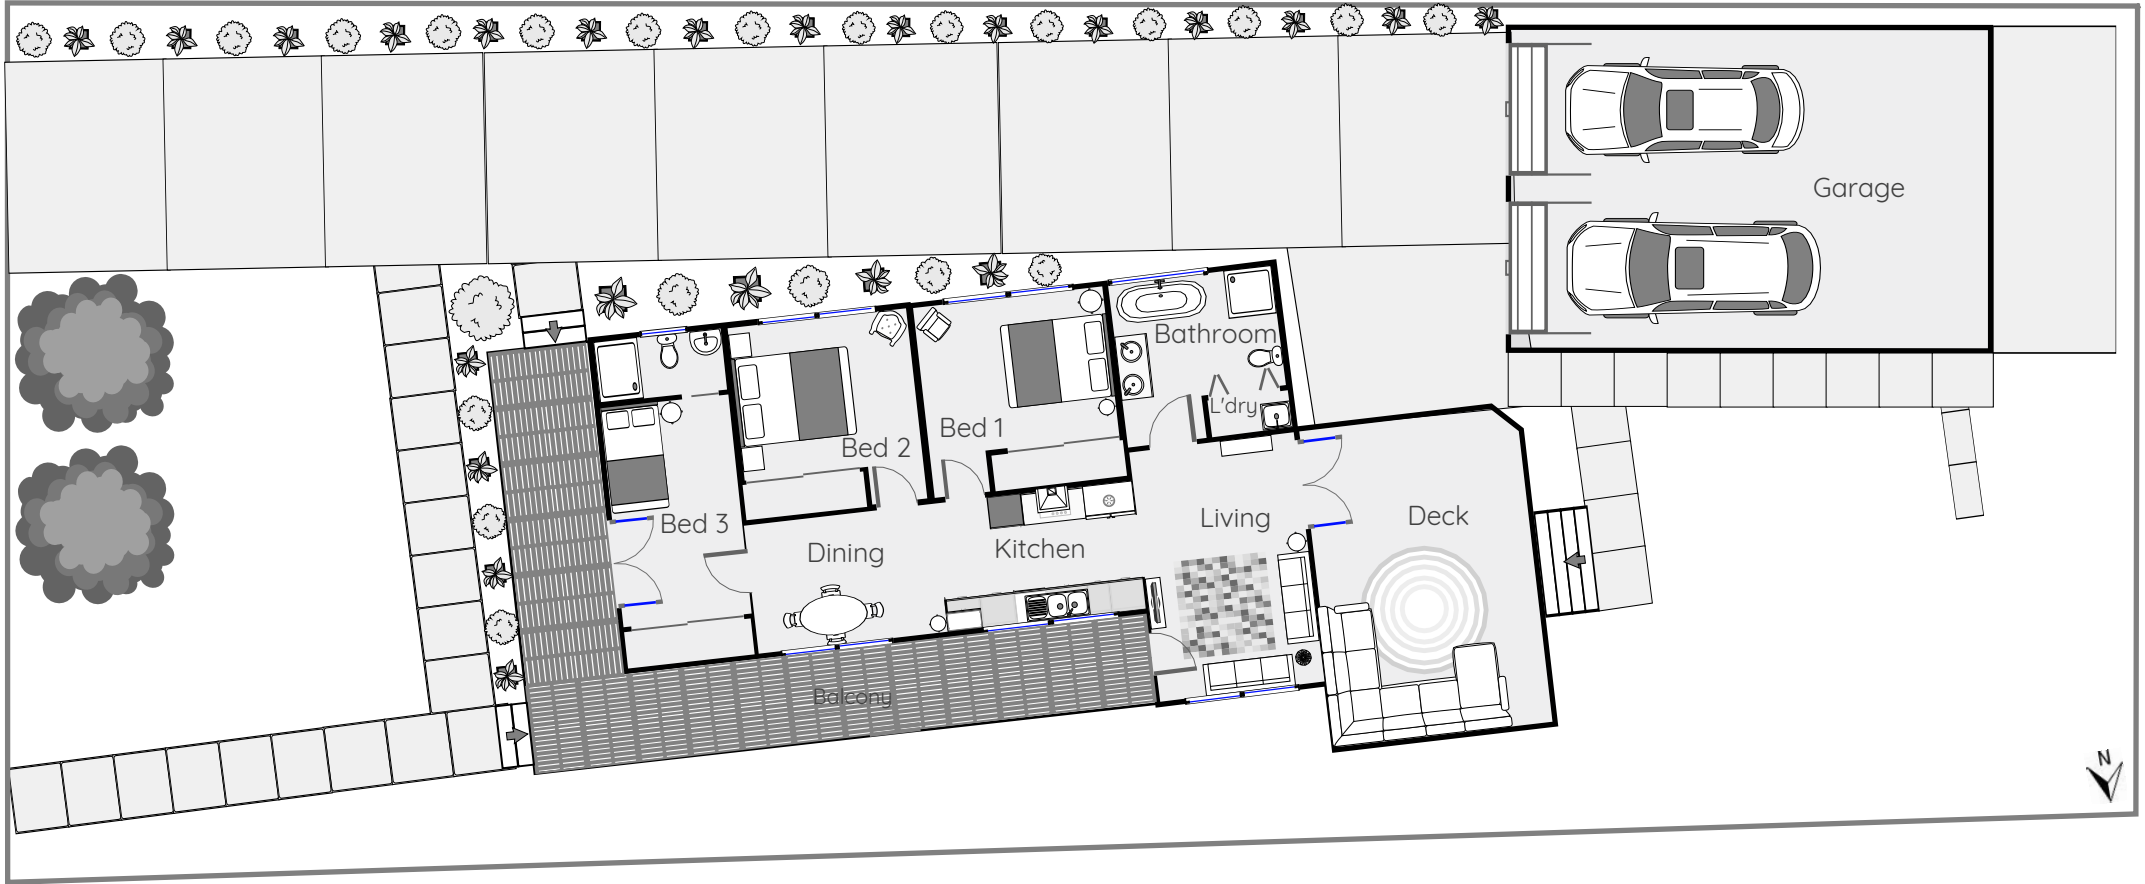 Garage
Bathroom
L'dry
Bed 1
Bed 2
Bed 3
Living
Deck
Dining
Kitchen
Balcony
N